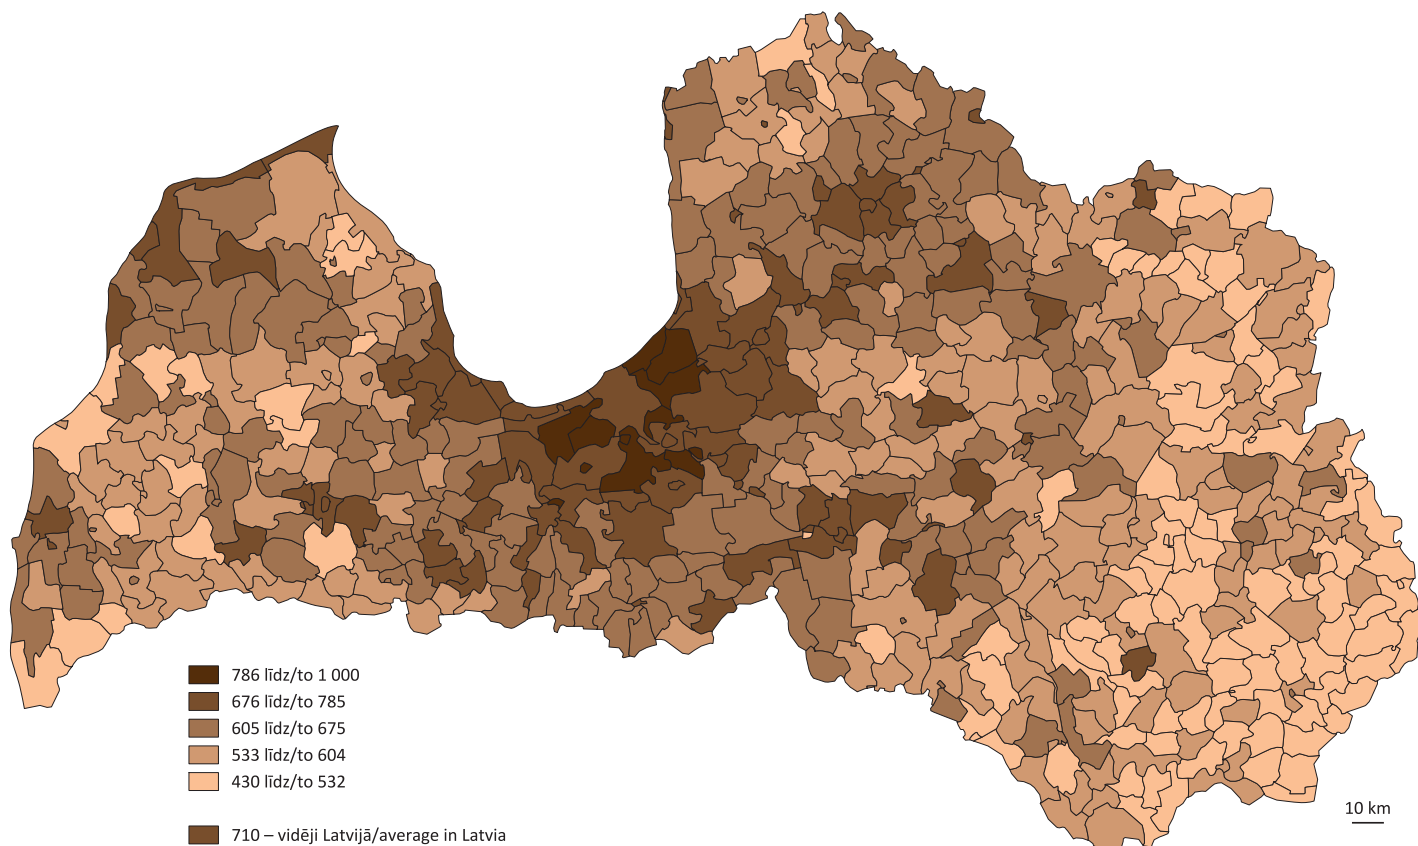 786 līdz/to 1 000
676 līdz/to 785
605 līdz/to 675
533 līdz/to 604
430 līdz/to 532
710 – vidēji Latvijā/average in Latvia
10 km